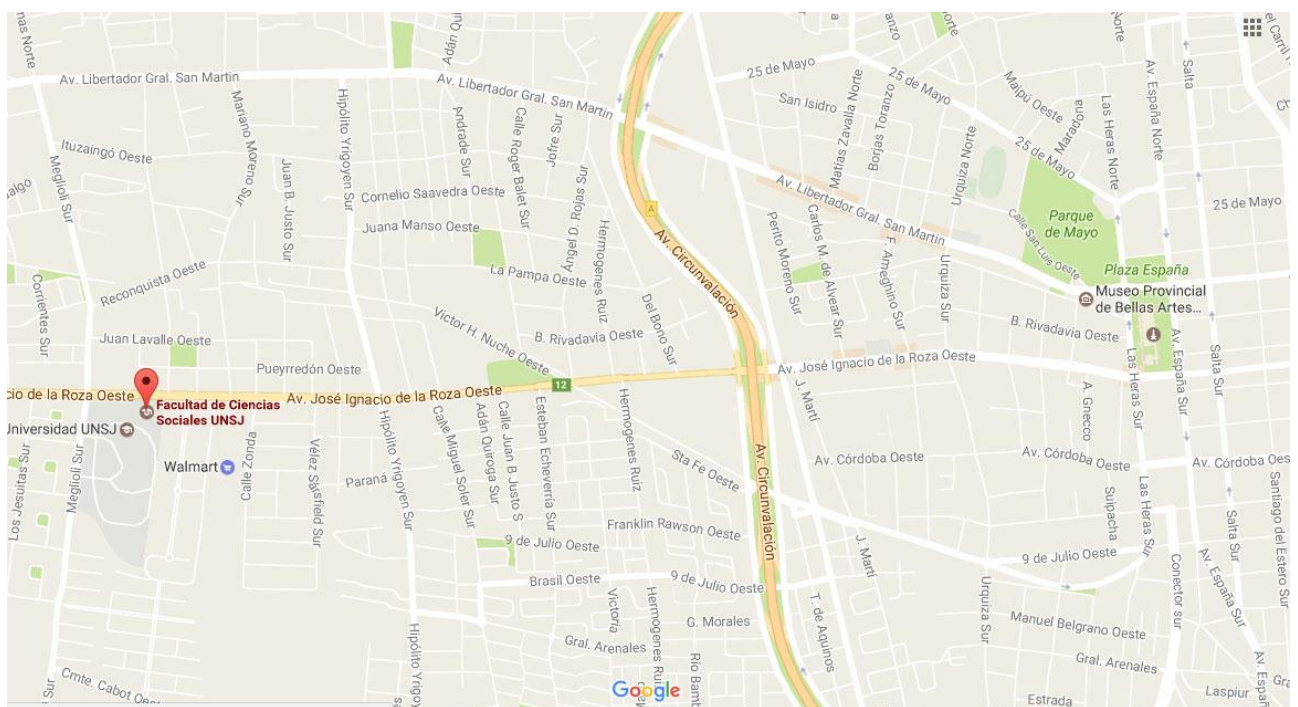 Av. Libertador Gral. San Martin
Mariano Moreno Sur
Hipólito Yrigoyen Sur
Andrade Sur
Calle Roger Balet Sur
Jofre Sur
Av. Libertador Gral. San Martin
25 de Mayo
San Isidro
Matías Zavalla Norte
Borjas Toranzo
25 de Mayo
Maipú Oeste
Las Heras Norte
Av. España Norte
Salta
Ituzaingó Oeste
Meglioli Sur
Juan B. Justo Sur
Cornelio Saavedra Oeste
Ángel D. Rojas Sur
A
Urquiza Norte
25 de Mayo
25 de Mayo
Av. Libertador Gral. San Martin
Parque
de Mayo
Calle San Luis Oeste
Juana Manso Oeste
Hermogenes Ruiz
Av. Circunvalación
Perito Moreno Sur
Carlos M. de Alvear Sur
F. Ameghino Sur
Urquiza Sur
Reconquista Oeste
Corrientes Sur
La Pampa Oeste
Plaza España
Museo Provincial
de Bellas Artes...
Del Bono Sur
Victor H. Nuche Oeste
B. Rivadavia Oeste
B. Rivadavia Oeste
Juan Lavalle Oeste
Pueyrredón Oeste
Av. José Ignacio de la Roza Oeste
Las Heras Sur
Av. España Sur
Salta Sur
cio de la Roza Oeste
Av. José Ignacio de la Roza Oeste
12
J. Martí
A. Gnecco
Facultad de Ciencias
Sociales UNSJ
Universidad UNSJ
Walmart
Los Jesuitas Sur
Meglioli Sur
Calle Zonda
Vélez Sarsfield Sur
Paraná
Hipólito Yrigoyen Sur
Calle Miguel Soler Sur
Adán Quiroga Sur
Calle Juan B. Justo S
Esteban Echeverría Sur
Hermogenes Ruiz
Sta Fe Oeste
Av. Circunvalación
Av. Córdoba Oeste
Av. Córdoba Oeste
Av. Córdoba Oes
Suipacha
Las Heras Sur
Salta Sur
Santiago del Estero Sur
Franklin Rawson Oeste
9 de Julio Oeste
J. Martí
9 de Julio Oeste
Brasil Oeste
9 de Julio Oeste
Victoria
Hermogenes Ruiz
G. Morales
T. de Aquinos
Urquiza Sur
Conector sur
Av. España Sur
Manuel Belgrano Oeste
Hipólito Yrigoyen Sur
Gral. Arenales
Gral. Arenales
Cmte. Cabot Oeste
Google
Estrada
Laspiur